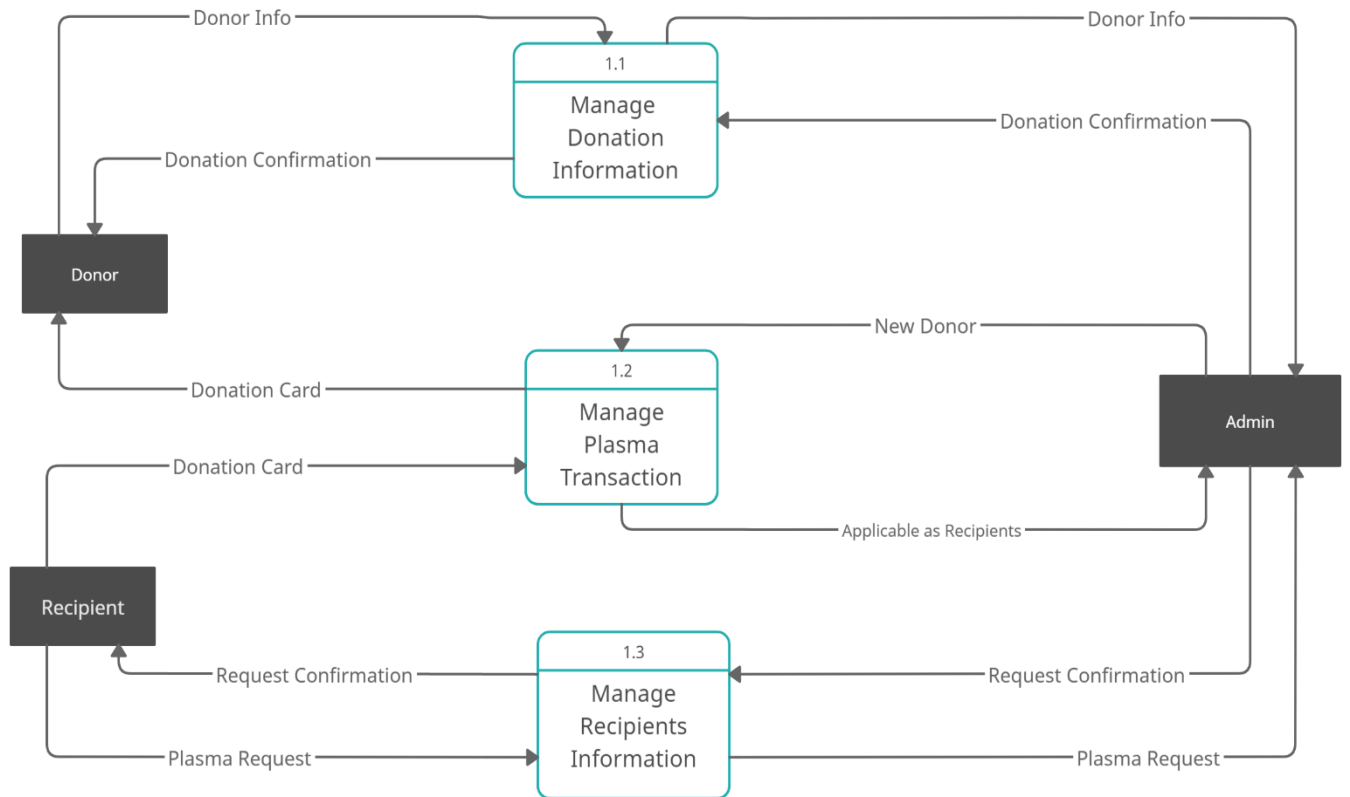 Donor Info
Donor Info
1.1
Manage
Donation
Information
Donation Confirmation
Donation Confirmation
Donor
New Donor
1.2
Manage
Plasma
Transaction
Donation Card
Admin
Donation Card
Applicable as Recipients
Recipient
1.3
Manage
Recipients
Information
Request Confirmation
Request Confirmation
Plasma Request
Plasma Request